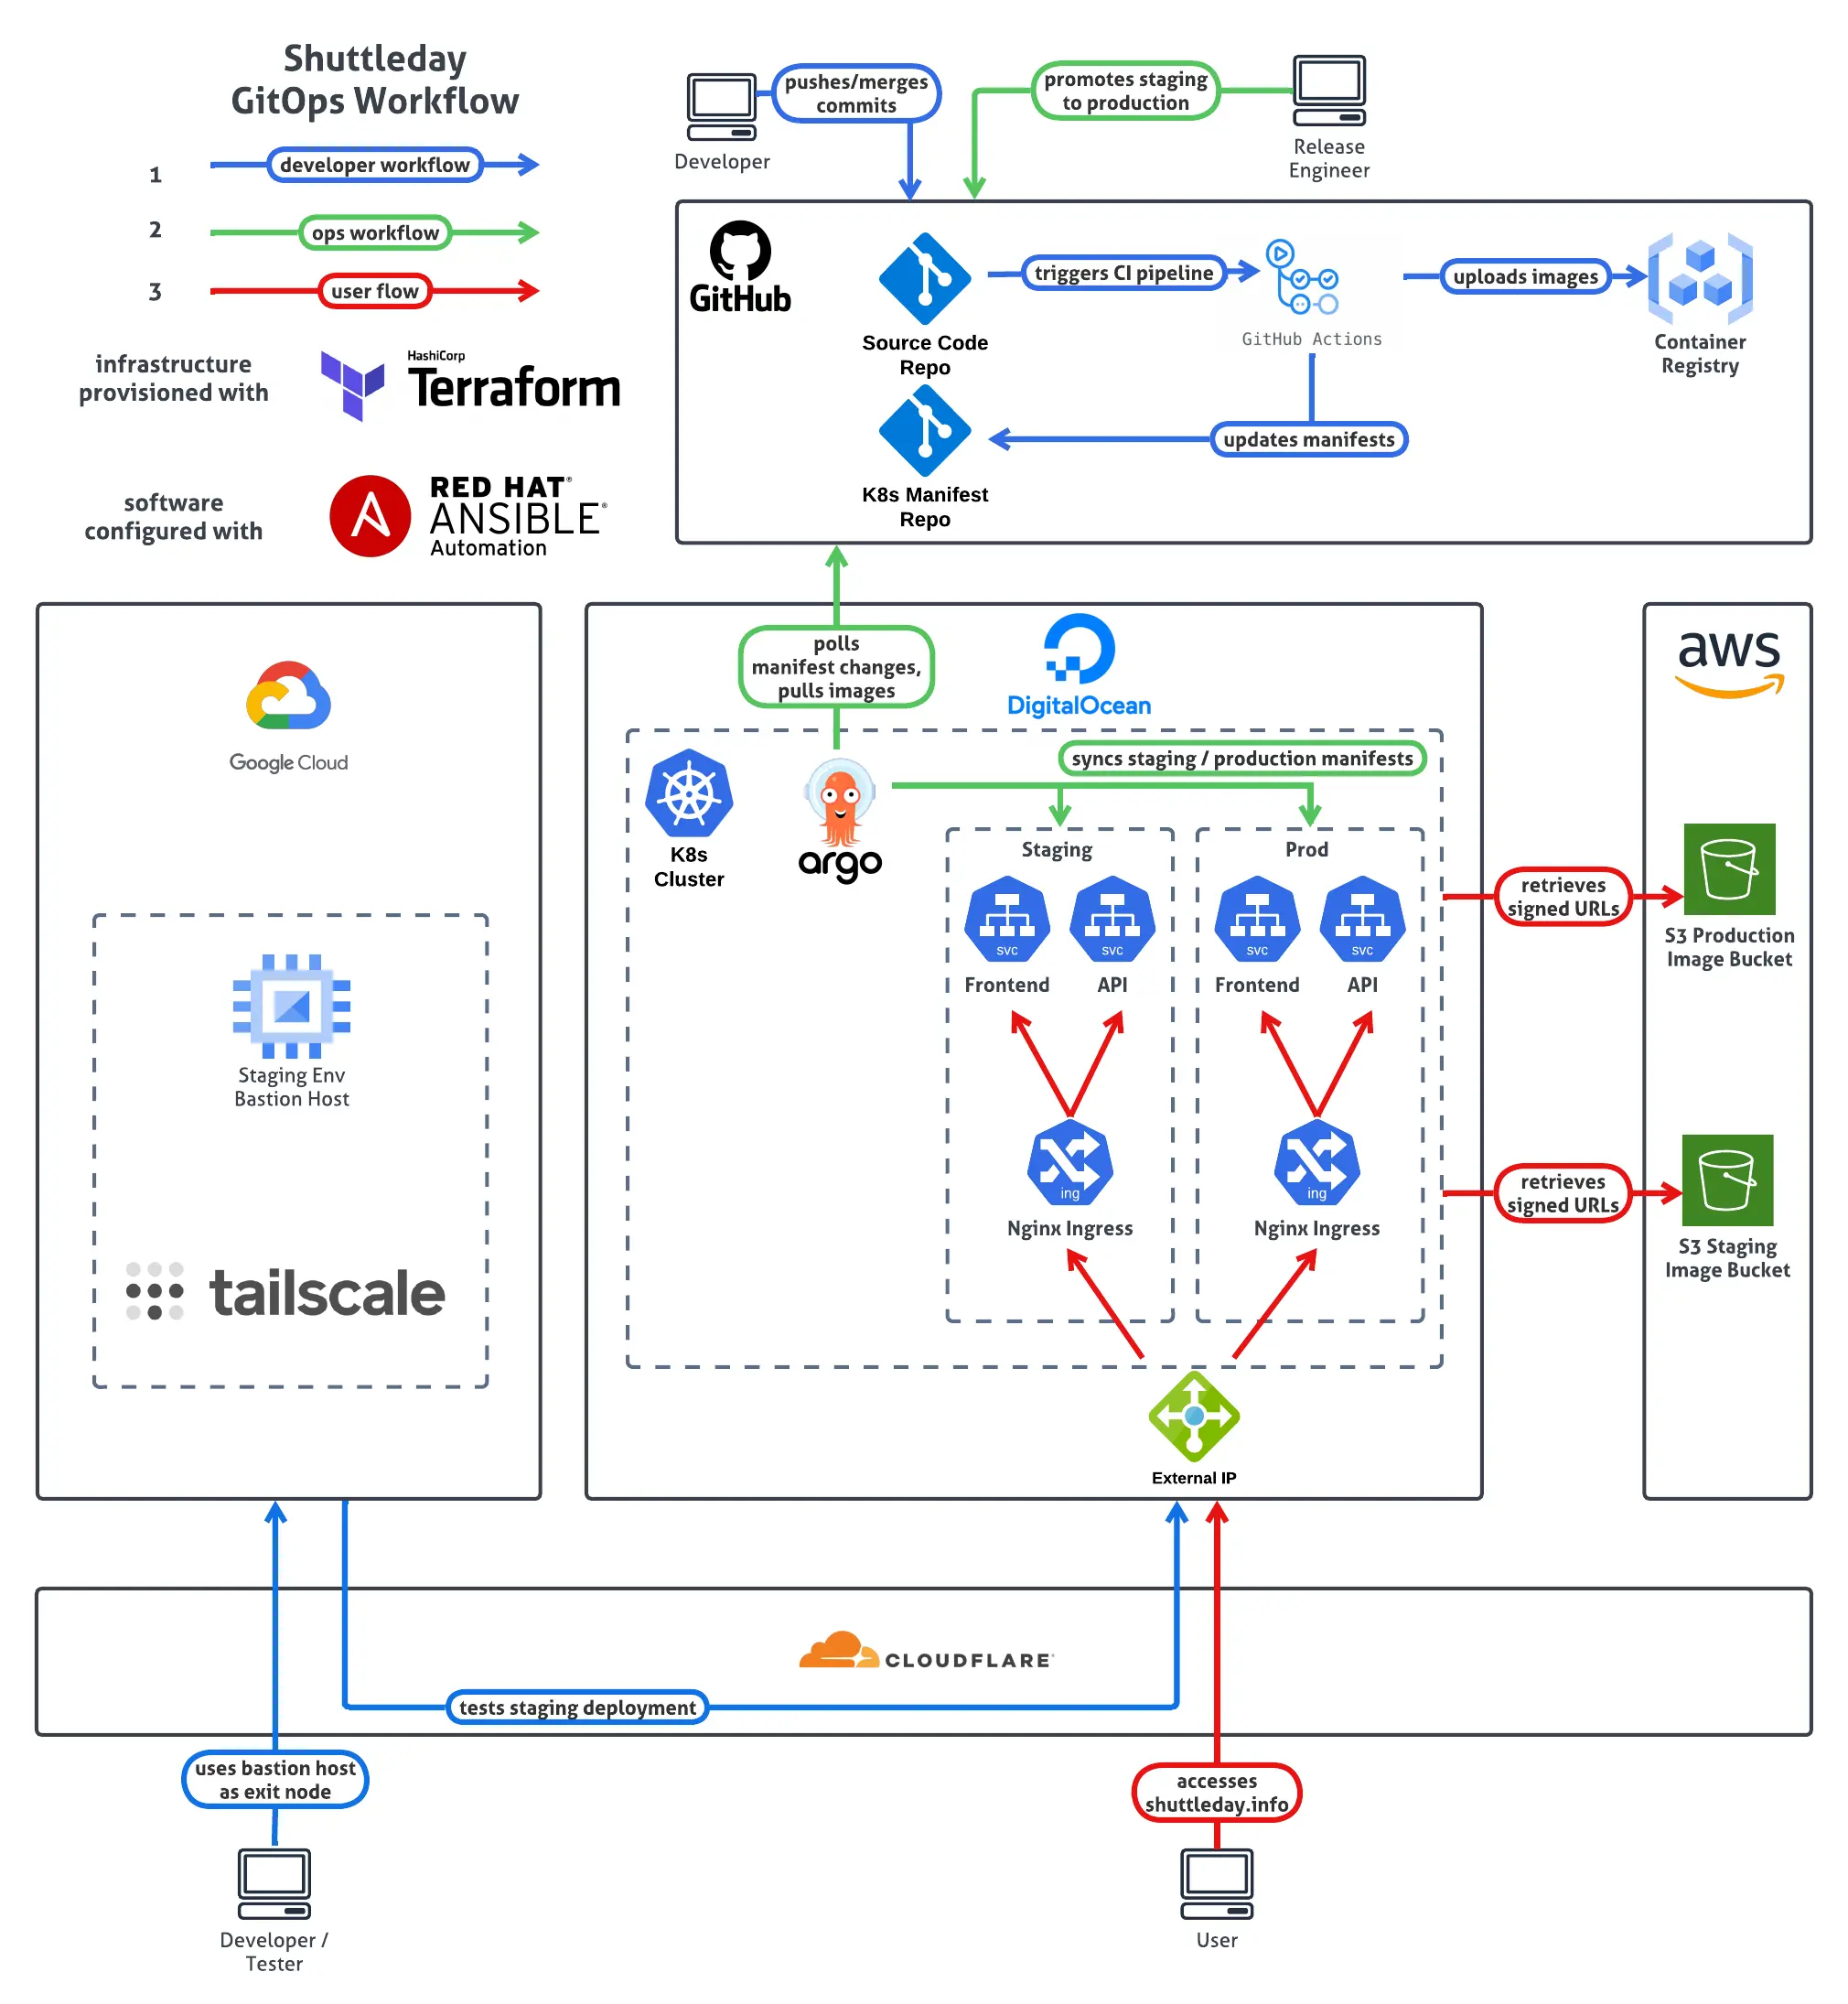 Shuttleday
GitOps Workflow
1
developer workflow
2
ops workflow
3
user flow
infrastructure
provisioned with
HashiCorp
Terraform
software
configured with
RED HAT®
ANSIBLE®
Automation
Developer
pushes/merges
commits
promotes staging
to production
Release
Engineer
GitHub
Source Code
Repo
triggers CI pipeline
GitHub Actions
uploads images
Container
Registry
updates manifests
K8s Manifest
Repo
Google Cloud
Staging Env
Bastion Host
tailscale
polls
manifest changes,
pulls images
DigitalOcean
K8s
Cluster
argo
syncs staging / production manifests
Staging
svc
Frontend
svc
API
ing
Nginx Ingress
Prod
svc
Frontend
svc
API
ing
Nginx Ingress
External IP
aws
retrieves
signed URLs
S3 Production
Image Bucket
retrieves
signed URLs
S3 Staging
Image Bucket
CLOUDFLARE
tests staging deployment
uses bastion host
as exit node
accesses
shuttleday.info
Developer /
Tester
User